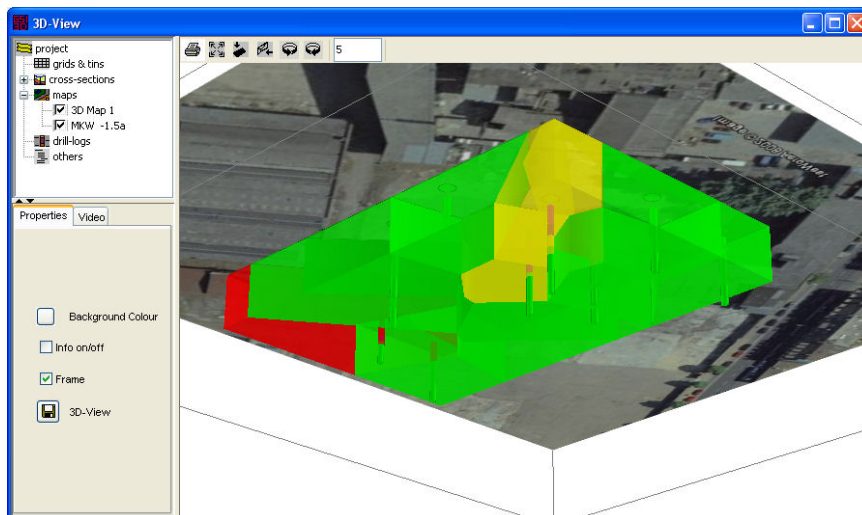 3D-View
project
grids & tins
cross-sections
maps
3D Map 1
MKW -1.5a
drill-logs
others
5
Properties
Video
Background Colour
Info on/off
Frame
3D-View